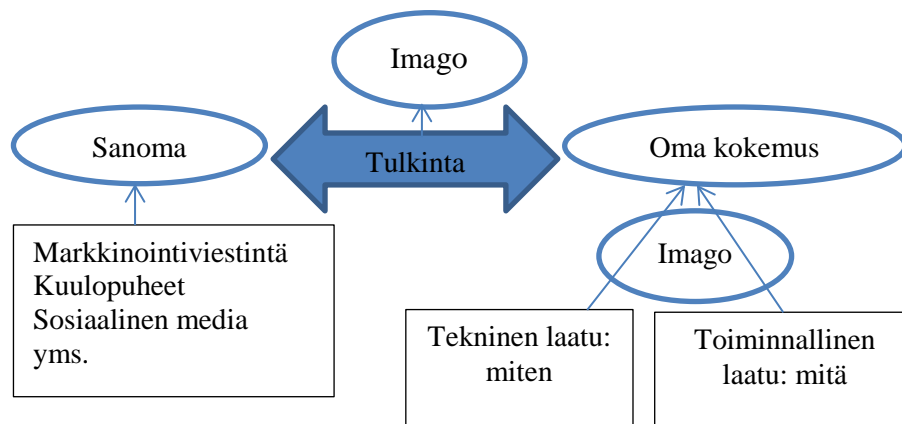 Imago
Sanoma
Tulkinta
Oma kokemus
Markkinointiviestintä
Kuulopuheet
Sosiaalinen media
yms.
Imago
Tekninen laatu:
miten
Toiminnallinen
laatu: mitä